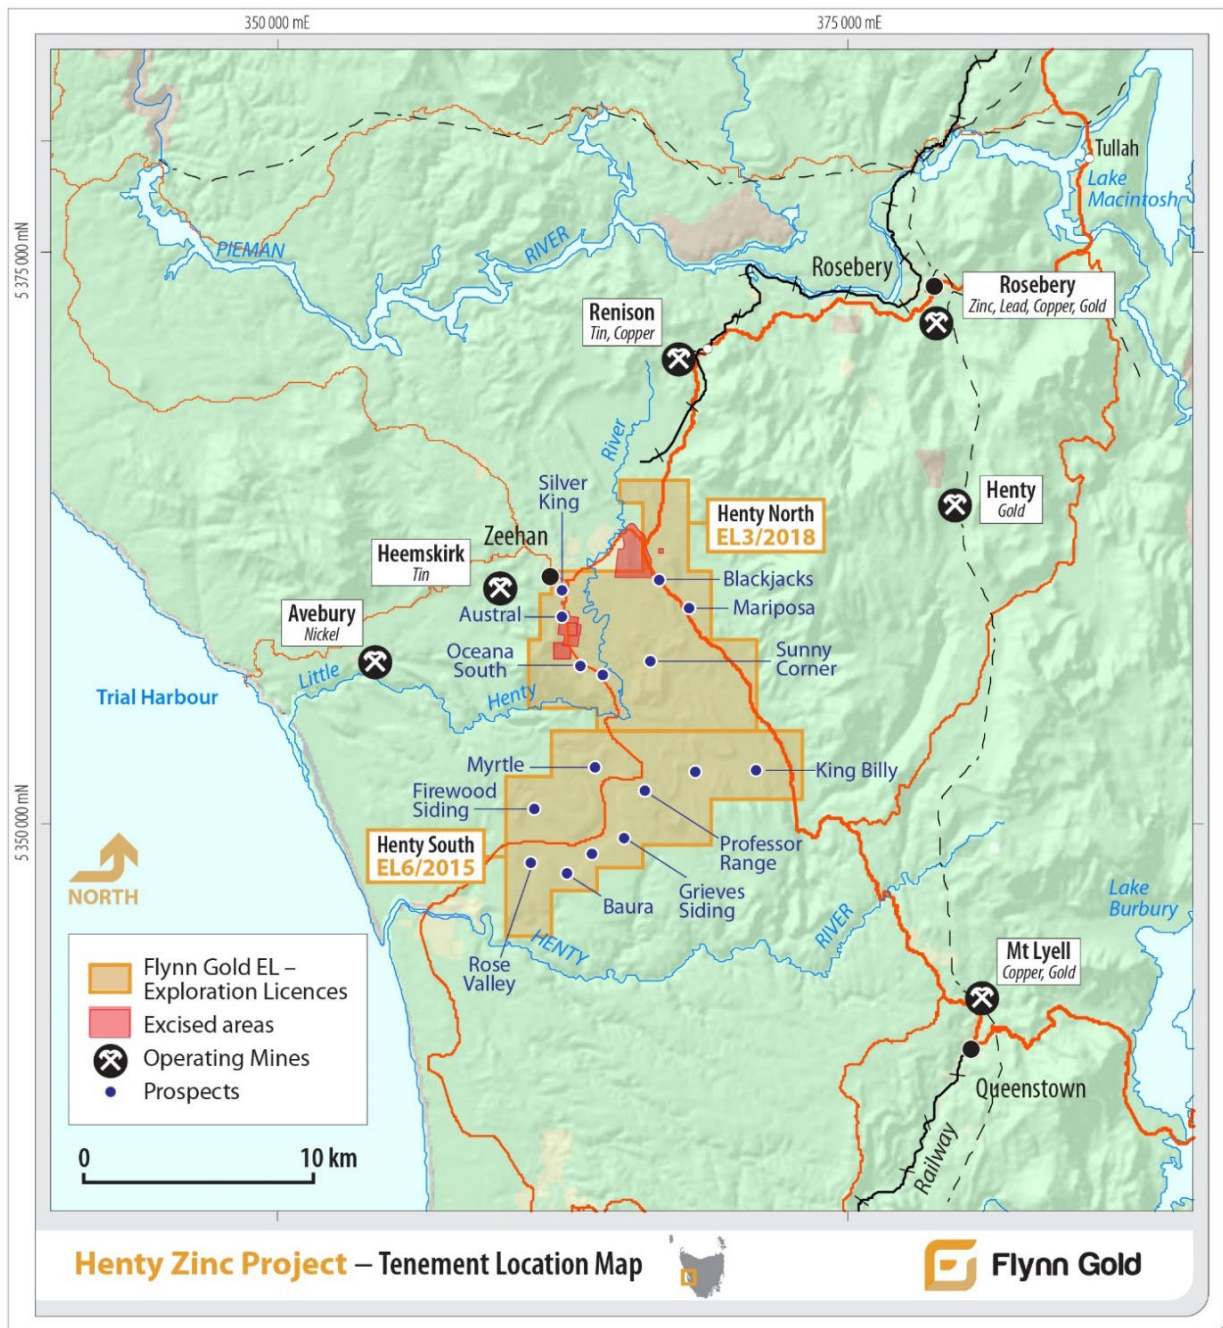 350 000 mE
375 000 mE
5 375 000 mN
5 350 000 mN
Tullah
Lake
Macintosh
PIEMAN
RIVER
Rosebery
Rosebery
Zinc, Lead, Copper, Gold
Renison
Tin, Copper
River
Silver
King
Henty North
EL3/2018
Henty
Gold
Zeehan
Heemskirk
Tin
Blackjacks
Avebury
Nickel
Austral
Mariposa
Oceana
South
Sunny
Corner
Little
Henty
Trial Harbour
Myrtle
King Billy
Firewood
Siding
Henty South
EL6/2015
Professor
Range
NORTH
Grieves
Siding
Baura
Lake
Burbury
RIVER
HENTY
Rose
Valley
Mt Lyell
Copper, Gold
Flynn Gold EL –
Exploration Licences
Excised areas
Operating Mines
Prospects
Queenstown
Railway
0 10 km
Henty Zinc Project – Tenement Location Map
Flynn Gold